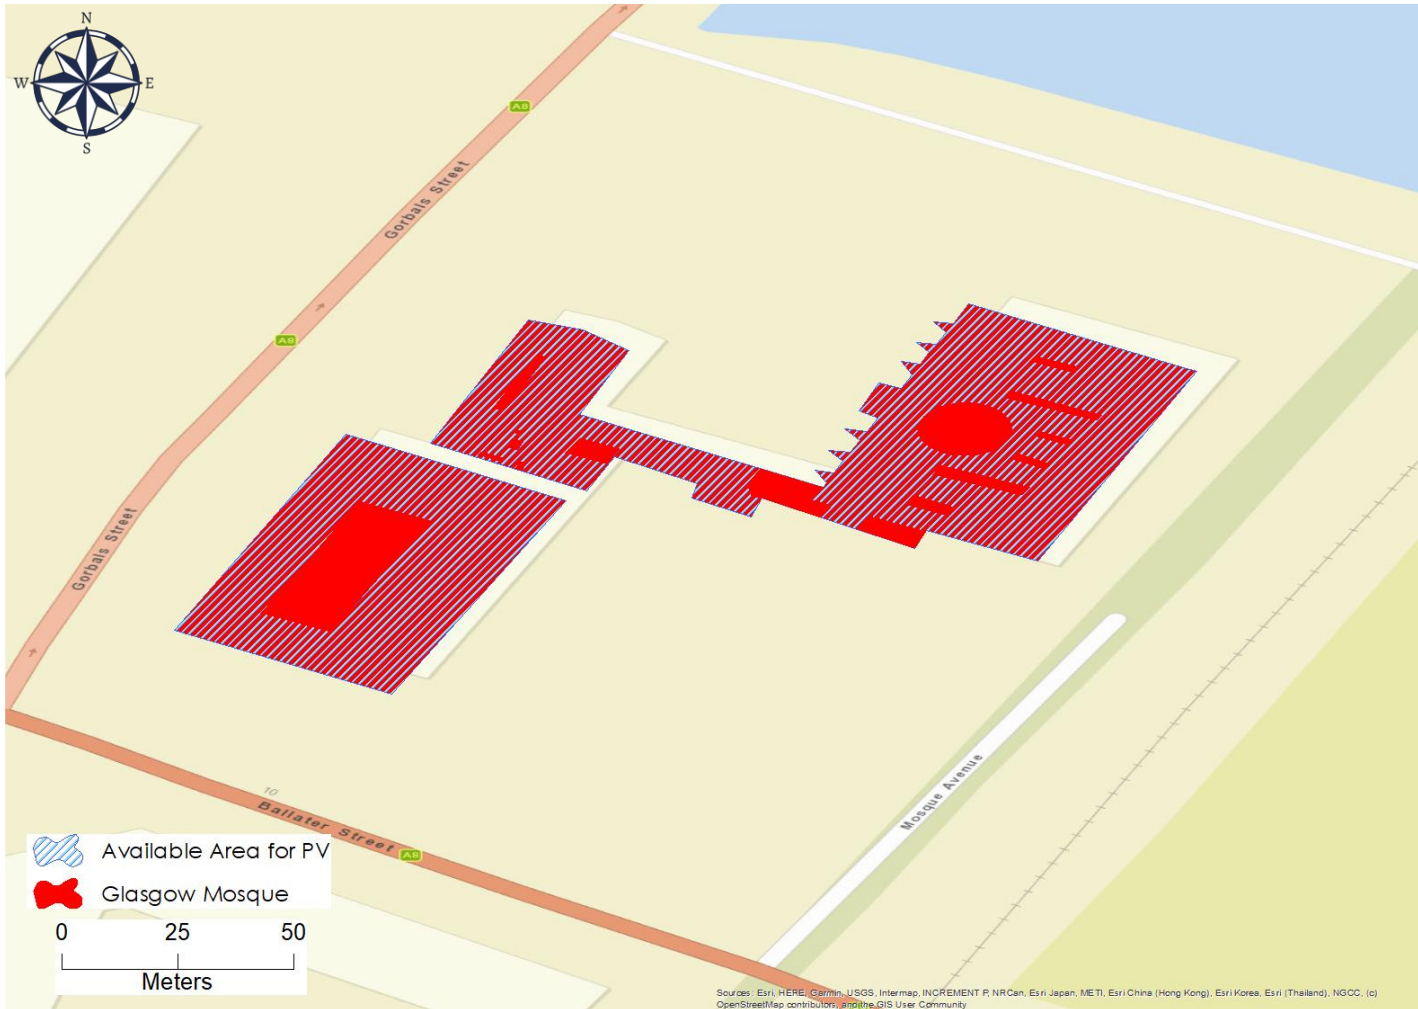 N
W E
S
A8
Gorbals Street
A8
Gorbals Street
Mosque Avenue
10
Ballater Street
A8
Available Area for PV
Glasgow Mosque
0 25 50
Meters
Sources: Esri, HERE, Garmin, USGS, Intermap, INCREMENT P, NRCan, Esri Japan, METI, Esri China (Hong Kong), Esri Korea, Esri (Thailand), NGCC, (c)
OpenStreetMap contributors, and the GIS User Community